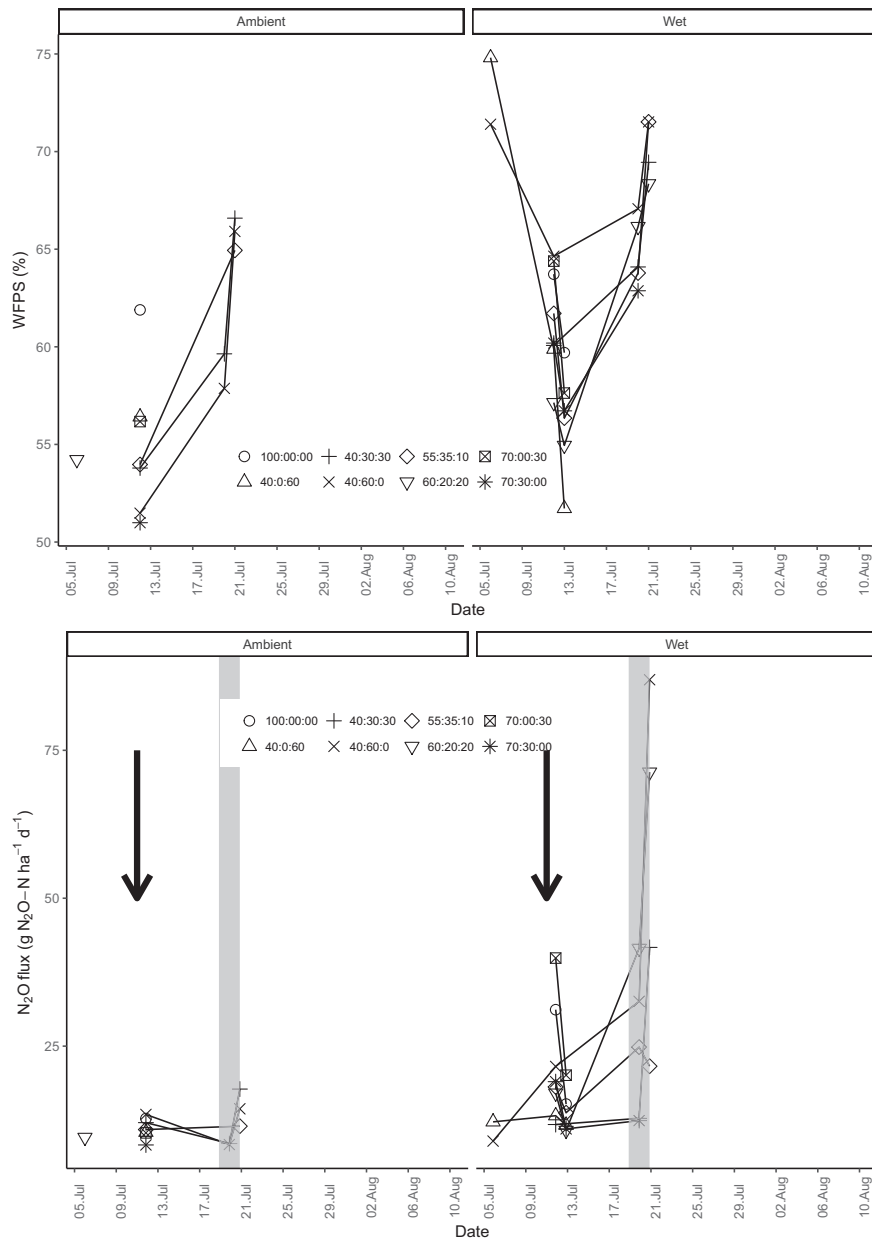 Ambient Wet
75
70
65
60
55
50
WFPS (%)
100:00:00 40:30:30 55:35:10 70:00:30
40:0:60 40:60:0 60:20:20 70:30:00
05.Jul 09.Jul 13.Jul 17.Jul 21.Jul 25.Jul 29.Jul 02.Aug 06.Aug 10.Aug 05.Jul 09.Jul 13.Jul 17.Jul 21.Jul 25.Jul 29.Jul 02.Aug 06.Aug 10.Aug
Date
Ambient Wet
100:00:00 40:30:30 55:35:10 70:00:30
40:0:60 40:60:0 60:20:20 70:30:00
75
50
25
N₂O flux (g N₂O−N ha⁻¹ d⁻¹)
05.Jul 09.Jul 13.Jul 17.Jul 21.Jul 25.Jul 29.Jul 02.Aug 06.Aug 10.Aug 05.Jul 09.Jul 13.Jul 17.Jul 21.Jul 25.Jul 29.Jul 02.Aug 06.Aug 10.Aug
Date